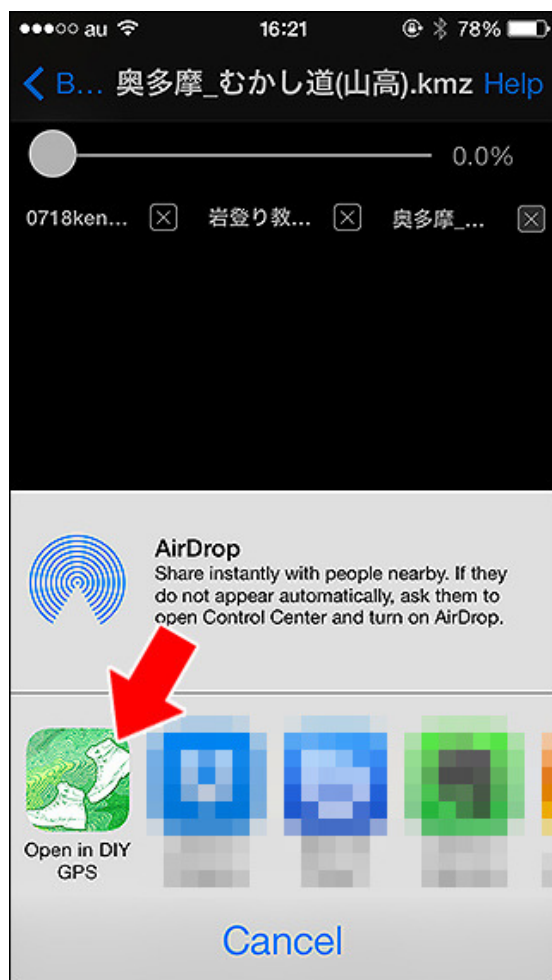 au 16:21 78%
B... 奥多摩_むかし道(山高).kmz Help
0.0%
0718ken... 岩登り教... 奥多摩_...
AirDrop
Share instantly with people nearby. If they
do not appear automatically, ask them to
open Control Center and turn on AirDrop.
Open in DIY
GPS
Cancel